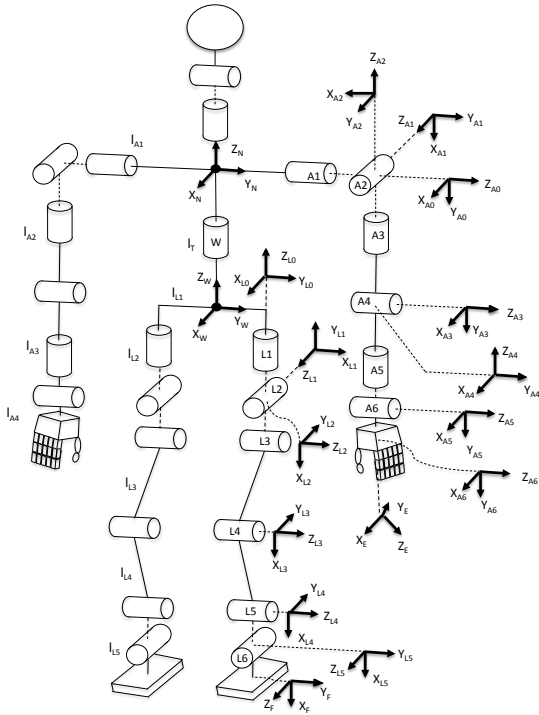 Z_A2
X_A2
Y_A2
Z_A1
Y_A1
X_A1
l_A1
Z_N
X_N
Y_N
A1
A2
Z_A0
X_A0
Y_A0
l_A2
l_T
W
A3
Z_L0
X_L0
Y_L0
l_L1
Z_W
X_W
Y_W
A4
Z_A3
X_A3
Y_A3
l_A3
l_L2
L1
Y_L1
X_L1
Z_L1
A5
Z_A4
X_A4
Y_A4
l_A4
L2
A6
Z_A5
X_A5
Y_A5
L3
Y_L2
Z_L2
X_L2
l_L3
Z_A6
X_A6
Y_A6
Y_E
X_E
Z_E
L4
Y_L3
Z_L3
X_L3
l_L4
L5
Y_L4
Z_L4
X_L4
l_L5
L6
Y_L5
Z_L5
X_L5
Y_F
Z_F
X_F